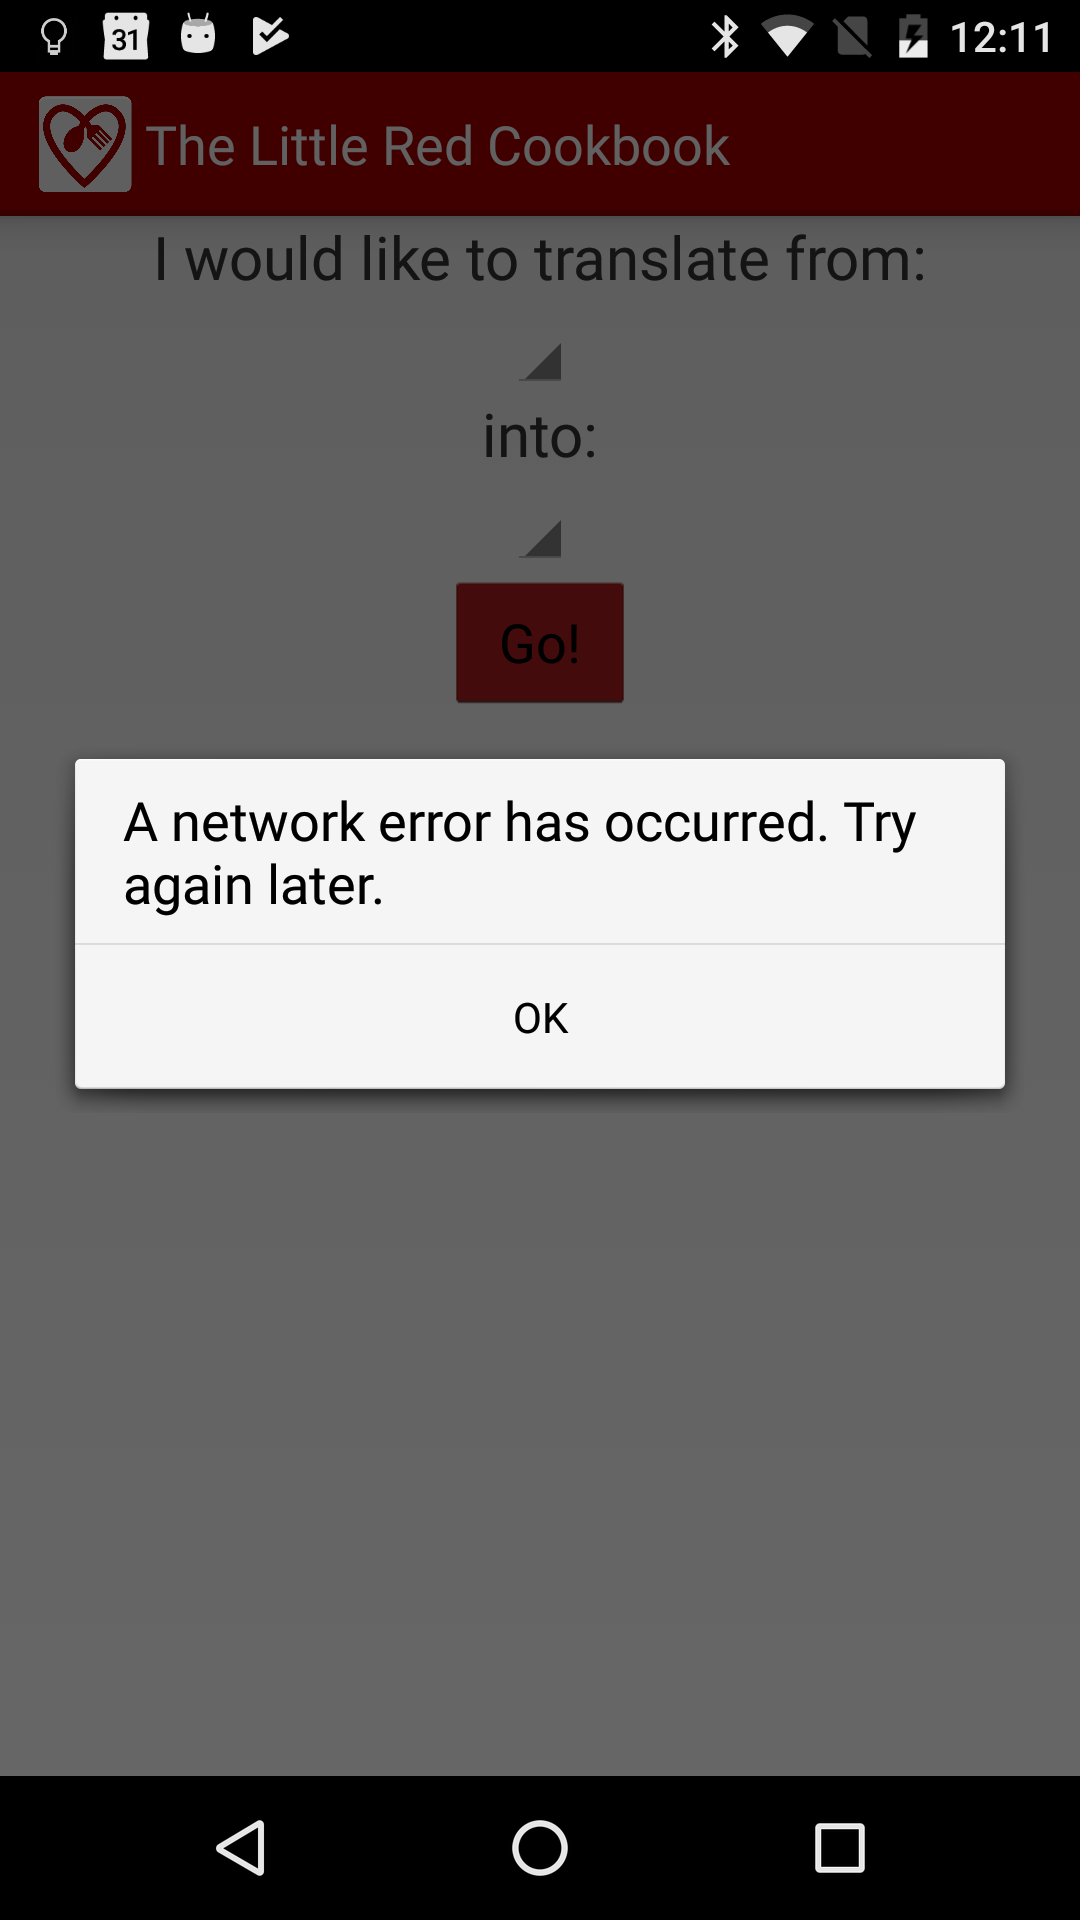 31
12:11
The Little Red Cookbook
I would like to translate from:
into:
Go!
A network error has occurred. Try
again later.
OK